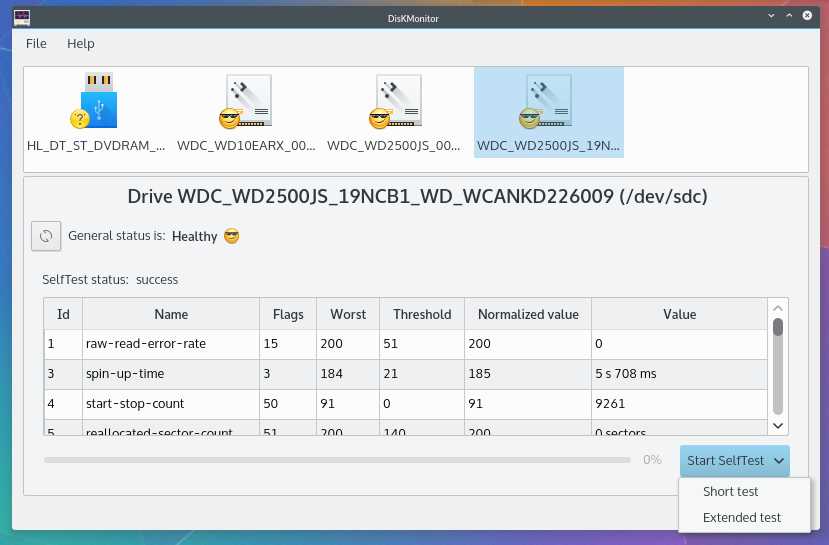 DisKMonitor
File Help
HL_DT_ST_DVDRAM_... WDC_WD10EARX_00... WDC_WD2500JS_00... WDC_WD2500JS_19N...
Drive WDC_WD2500JS_19NCB1_WD_WCANKD226009 (/dev/sdc)
General status is: Healthy
SelfTest status: success
Id Name Flags Worst Threshold Normalized value Value
1 raw-read-error-rate 15 200 51 200 0
3 spin-up-time 3 184 21 185 5 s 708 ms
4 start-stop-count 50 91 0 91 9261
5 reallocated-sector-count 51 200 140 200 0 sectors
0% Start SelfTest
Short test
Extended test